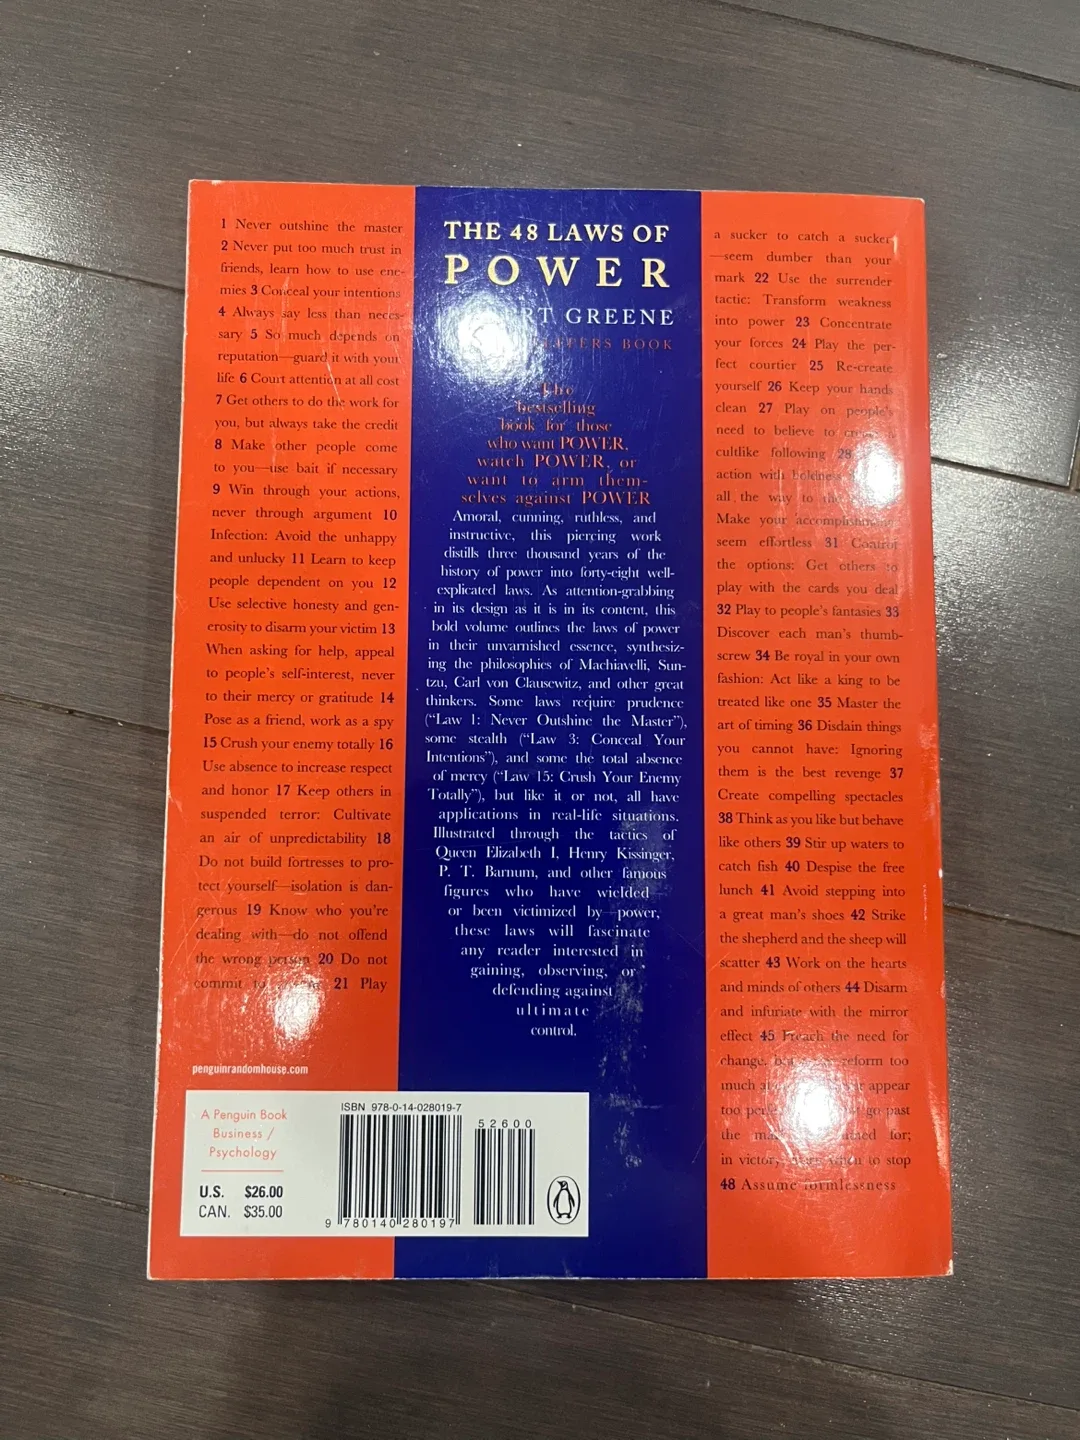 1 Never outshine the master
2 Never put too much trust in
friends, learn how to use ene-
mies 3 Conceal your intentions
4 Always say less than neces-
sary 5 So much depends on
reputation—guard it with your
life 6 Court attention at all cost
7 Get others to do the work for
you, but always take the credit
8 Make other people come
to you—use bait if necessary
9 Win through your actions,
never through argument 10
Infection: Avoid the unhappy
and unlucky 11 Learn to keep
people dependent on you 12
Use selective honesty and gen-
erosity to disarm your victim 13
When asking for help, appeal
to people's self-interest, never
to their mercy or gratitude 14
Pose as a friend, work as a spy
15 Crush your enemy totally 16
Use absence to increase respect
and honor 17 Keep others in
suspended terror: Cultivate
an air of unpredictability 18
Do not build fortresses to pro-
tect yourself—isolation is dan-
gerous 19 Know who you're
dealing with—do not offend
the wrong person 20 Do not
commit to 21 Play
THE 48 LAWS OF
POWER
GREENE
BOOK
The
bestselling
book for those
who want POWER,
watch POWER, or
want to arm them-
selves against POWER
Amoral, cunning, ruthless, and
instructive, this piercing work
distills three thousand years of the
history of power into forty-eight well-
explicated laws. As attention-grabbing
in its design as it is in its content, this
bold volume outlines the laws of power
in their unvarnished essence, synthesiz-
ing the philosophies of Machiavelli, Sun-
tzu, Carl von Clausewitz, and other great
thinkers. Some laws require prudence
("Law 1: Never Outshine the Master"),
some stealth ("Law 3: Conceal Your
Intentions"), and some the total absence
of mercy ("Law 15: Crush Your Enemy
Totally"), but like it or not, all have
applications in real-life situations.
Illustrated through the tactics of
Queen Elizabeth I, Henry Kissinger,
P. T. Barnum, and other famous
figures who have wielded
or been victimized by power,
these laws will fascinate
any reader interested in
gaining, observing, or
defending against
ultimate
control.
a sucker to catch a sucker
—seem dumber than your
mark 22 Use the surrender
tactic: Transform weakness
into power 23 Concentrate
your forces 24 Play the per-
fect courtier 25 Re-create
yourself 26 Keep your hands
clean 27 Play on people's
need to believe to
cultlike following 28
action with boldness
all the way to the
Make your accomplishments
seem effortless 31 Control
the options: Get others to
play with the cards you deal
32 Play to people's fantasies 33
Discover each man's thumb-
screw 34 Be royal in your own
fashion: Act like a king to be
treated like one 35 Master the
art of timing 36 Disdain things
you cannot have: Ignoring
them is the best revenge 37
Create compelling spectacles
38 Think as you like but behave
like others 39 Stir up waters to
catch fish 40 Despise the free
lunch 41 Avoid stepping into
a great man's shoes 42 Strike
the shepherd and the sheep will
scatter 43 Work on the hearts
and minds of others 44 Disarm
and infuriate with the mirror
effect 45 Preach the need for
change, reform too
much appear
too go past
the for;
in victory, to stop
48 Assume formlessness
penguinrandomhouse.com
A Penguin Book
Business /
Psychology
U.S. $26.00
CAN. $35.00
ISBN 978-0-14-028019-7
52600
9 780140 280197